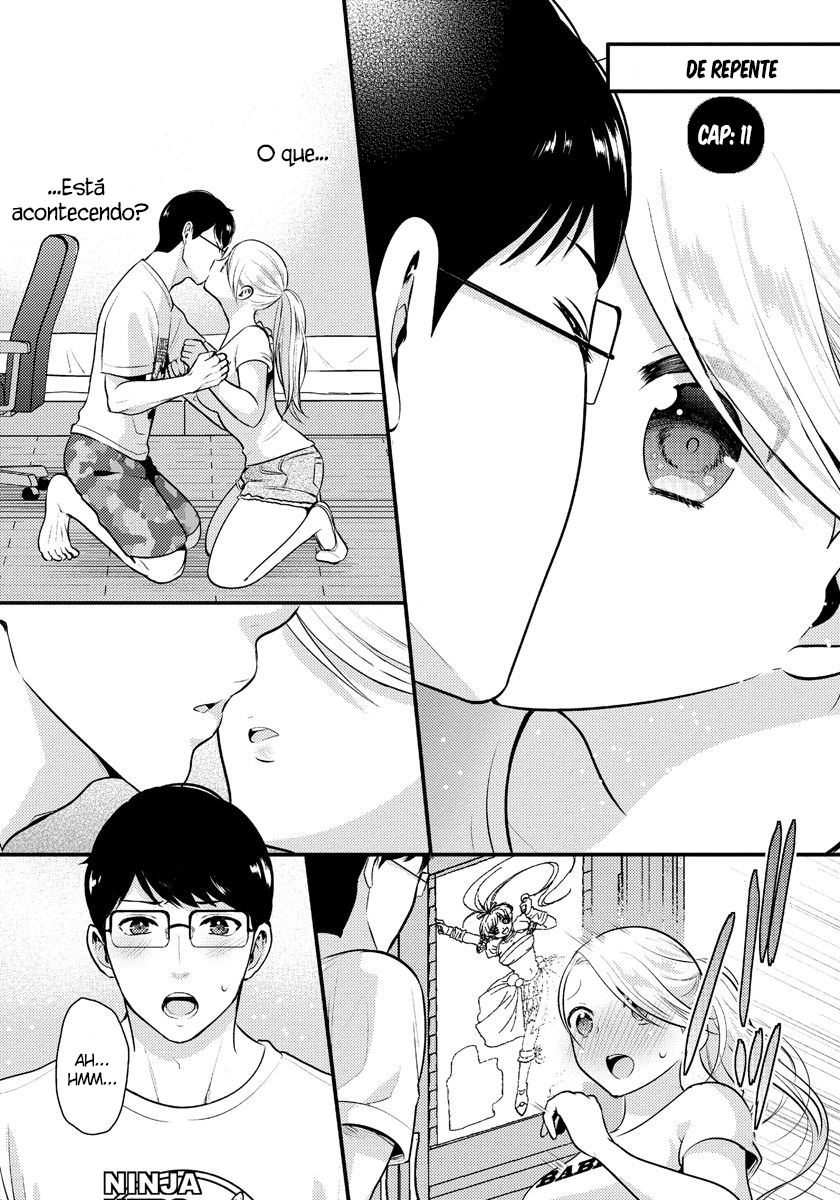 DE REPENTE
CAP: 11
O que...
...Está
acontecendo?
AH...
HMM...
NINJA